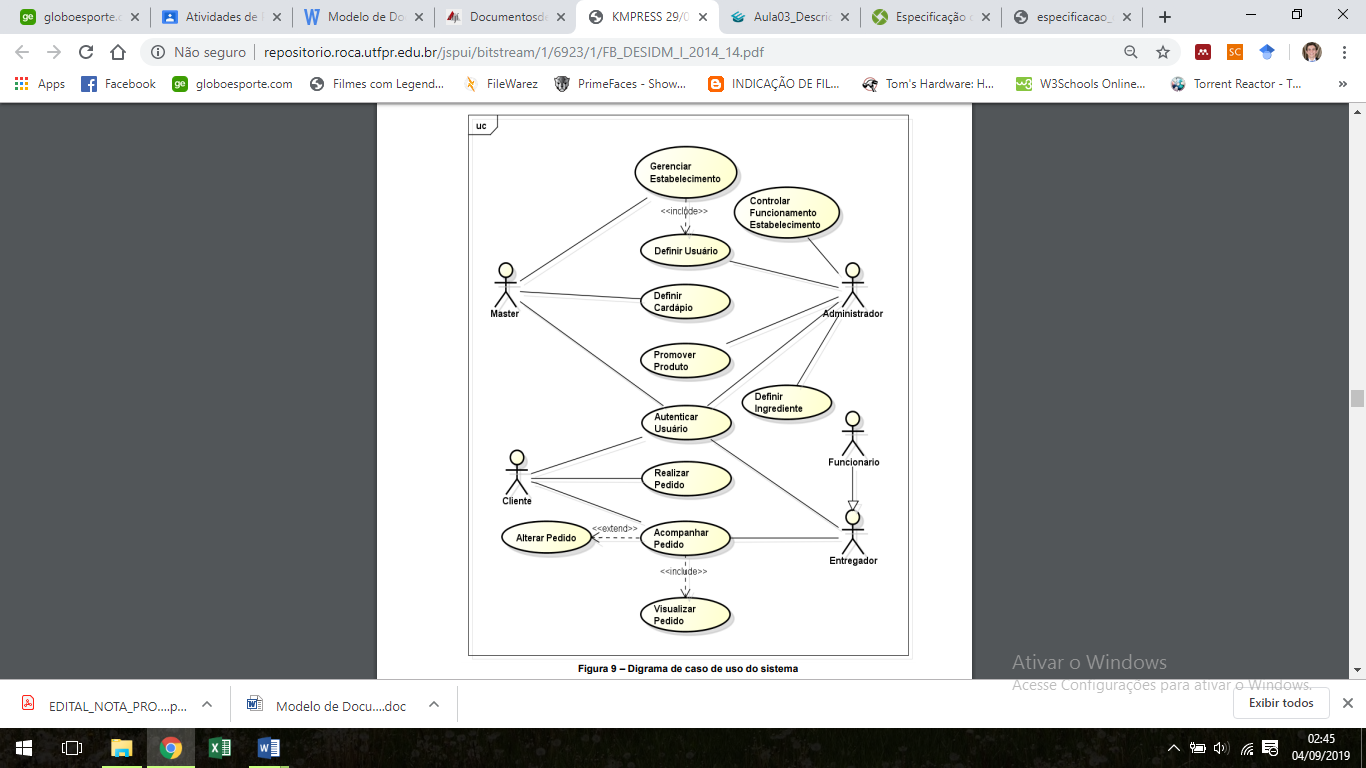 globoesporte.c
Atividades de
Modelo de Do
Documentosde
KMPRESS 29/0
Aula03_Descric
Especificação
especificacao_
Não seguro
repositorio.roca.utfpr.edu.br/jspui/bitstream/1/6923/1/FB_DESIDM_I_2014_14.pdf
SC
Apps
Facebook
ge
globoesporte.com
Filmes com Legend...
FileWarez
PrimeFaces - Show...
INDICAÇÃO DE FIL...
Tom's Hardware: H...
W3Schools Online...
Torrent Reactor - T...
»
uc
Gerenciar
Estabelecimento
<<include>>
Controlar
Funcionamento
Estabelecimento
Definir Usuário
Master
Definir
Cardápio
Administrador
Promover
Produto
Definir
Ingrediente
Autenticar
Usuário
Funcionario
Realizar
Pedido
Cliente
<<extend>>
Alterar Pedido
Acompanhar
Pedido
Entregador
<<include>>
Visualizar
Pedido
Figura 9 – Digrama de caso de uso do sistema
Ativar o Windows
Acesse Configurações para ativar o Windows.
EDITAL_NOTA_PRO....p...
Modelo de Docu....doc
Exibir todos
02:45
04/09/2019